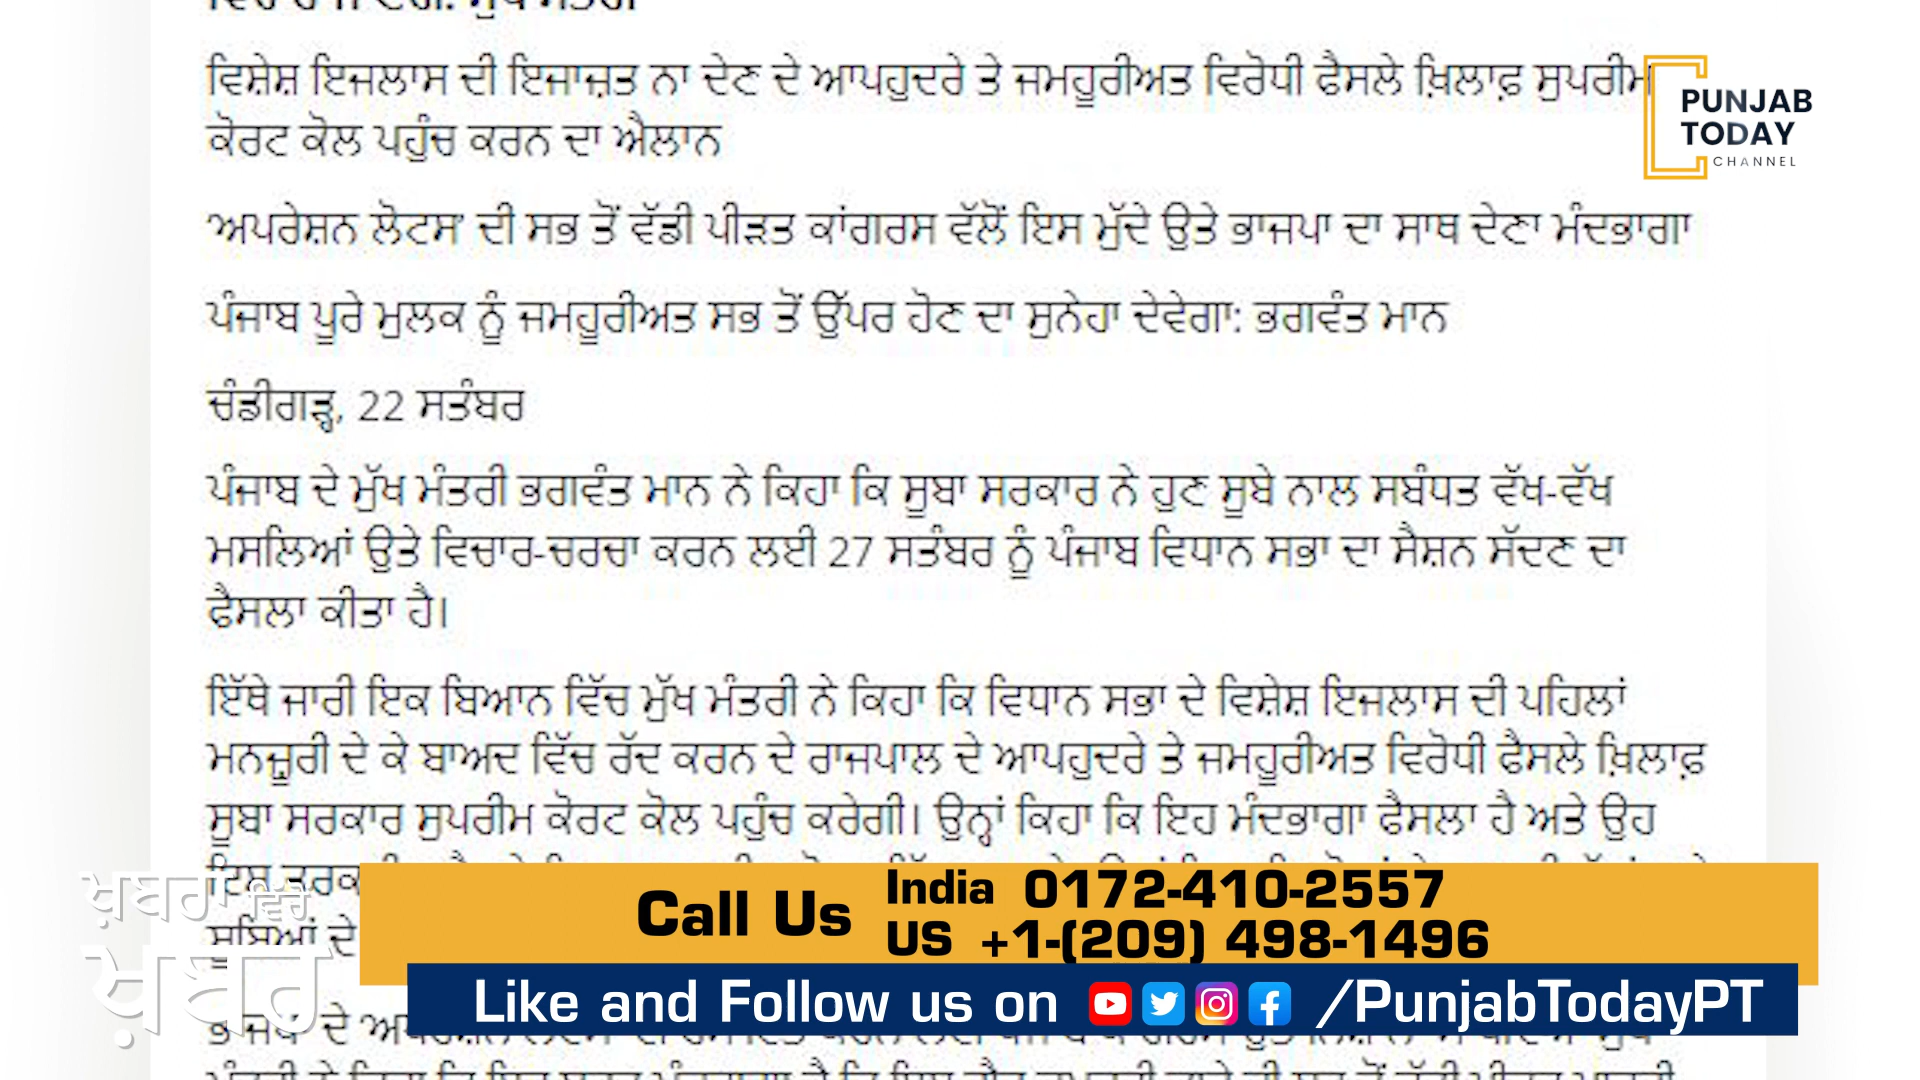 ਵਿਸ਼ੇਸ਼ ਇਜਲਾਸ ਦੀ ਇਜਾਜ਼ਤ ਨਾ ਦੇਣ ਦੇ ਆਪਹੁਦਰੇ ਤੇ ਜਮਹੂਰੀਅਤ ਵਿਰੋਧੀ ਫੈਸਲੇ ਖ਼ਿਲਾਫ਼ ਸੁਪਰੀਮ
ਕੋਰਟ ਕੋਲ ਪਹੁੰਚ ਕਰਨ ਦਾ ਐਲਾਨ
PUNJAB
TODAY
CHANNEL
'ਅਪਰੇਸ਼ਨ ਲੋਟਸ' ਦੀ ਸਭ ਤੋਂ ਵੱਡੀ ਪੀੜਤ ਕਾਂਗਰਸ ਵੱਲੋਂ ਇਸ ਮੁੱਦੇ ਉਤੇ ਭਾਜਪਾ ਦਾ ਸਾਥ ਦੇਣਾ ਮੰਦਭਾਗਾ
ਪੰਜਾਬ ਪੂਰੇ ਮੁਲਕ ਨੂੰ ਜਮਹੂਰੀਅਤ ਸਭ ਤੋਂ ਉੱਪਰ ਹੋਣ ਦਾ ਸੁਨੇਹਾ ਦੇਵੇਗਾ: ਭਗਵੰਤ ਮਾਨ
ਚੰਡੀਗੜ੍ਹ, 22 ਸਤੰਬਰ
ਪੰਜਾਬ ਦੇ ਮੁੱਖ ਮੰਤਰੀ ਭਗਵੰਤ ਮਾਨ ਨੇ ਕਿਹਾ ਕਿ ਸੂਬਾ ਸਰਕਾਰ ਨੇ ਹੁਣ ਸੂਬੇ ਨਾਲ ਸਬੰਧਤ ਵੱਖ-ਵੱਖ
ਮਸਲਿਆਂ ਉਤੇ ਵਿਚਾਰ-ਚਰਚਾ ਕਰਨ ਲਈ 27 ਸਤੰਬਰ ਨੂੰ ਪੰਜਾਬ ਵਿਧਾਨ ਸਭਾ ਦਾ ਸੈਸ਼ਨ ਸੱਦਣ ਦਾ
ਫੈਸਲਾ ਕੀਤਾ ਹੈ।
ਇੱਥੇ ਜਾਰੀ ਇਕ ਬਿਆਨ ਵਿੱਚ ਮੁੱਖ ਮੰਤਰੀ ਨੇ ਕਿਹਾ ਕਿ ਵਿਧਾਨ ਸਭਾ ਦੇ ਵਿਸ਼ੇਸ਼ ਇਜਲਾਸ ਦੀ ਪਹਿਲਾਂ
ਮਨਜ਼ੂਰੀ ਦੇ ਕੇ ਬਾਅਦ ਵਿੱਚ ਰੱਦ ਕਰਨ ਦੇ ਰਾਜਪਾਲ ਦੇ ਆਪਹੁਦਰੇ ਤੇ ਜਮਹੂਰੀਅਤ ਵਿਰੋਧੀ ਫੈਸਲੇ ਖ਼ਿਲਾਫ਼
ਸੂਬਾ ਸਰਕਾਰ ਸੁਪਰੀਮ ਕੋਰਟ ਕੋਲ ਪਹੁੰਚ ਕਰੇਗੀ। ਉਨ੍ਹਾਂ ਕਿਹਾ ਕਿ ਇਹ ਮੰਦਭਾਗਾ ਫੈਸਲਾ ਹੈ ਅਤੇ ਉਹ
ਸੂਬਿਆਂ ਦੇ
ਖ਼ਬਰਾਂ ਵਿੱਚੋਂ
ਖ਼ਬਰ
Call Us
India 0172-410-2557
US +1-(209) 498-1496
Like and Follow us on /PunjabTodayPT